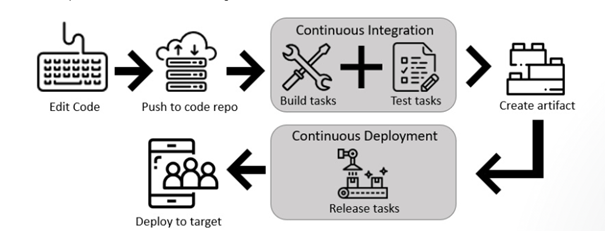 Continuous Integration
Build tasks
Test tasks
Edit Code
Push to code repo
Create artifact
Continuous Deployment
Release tasks
Deploy to target